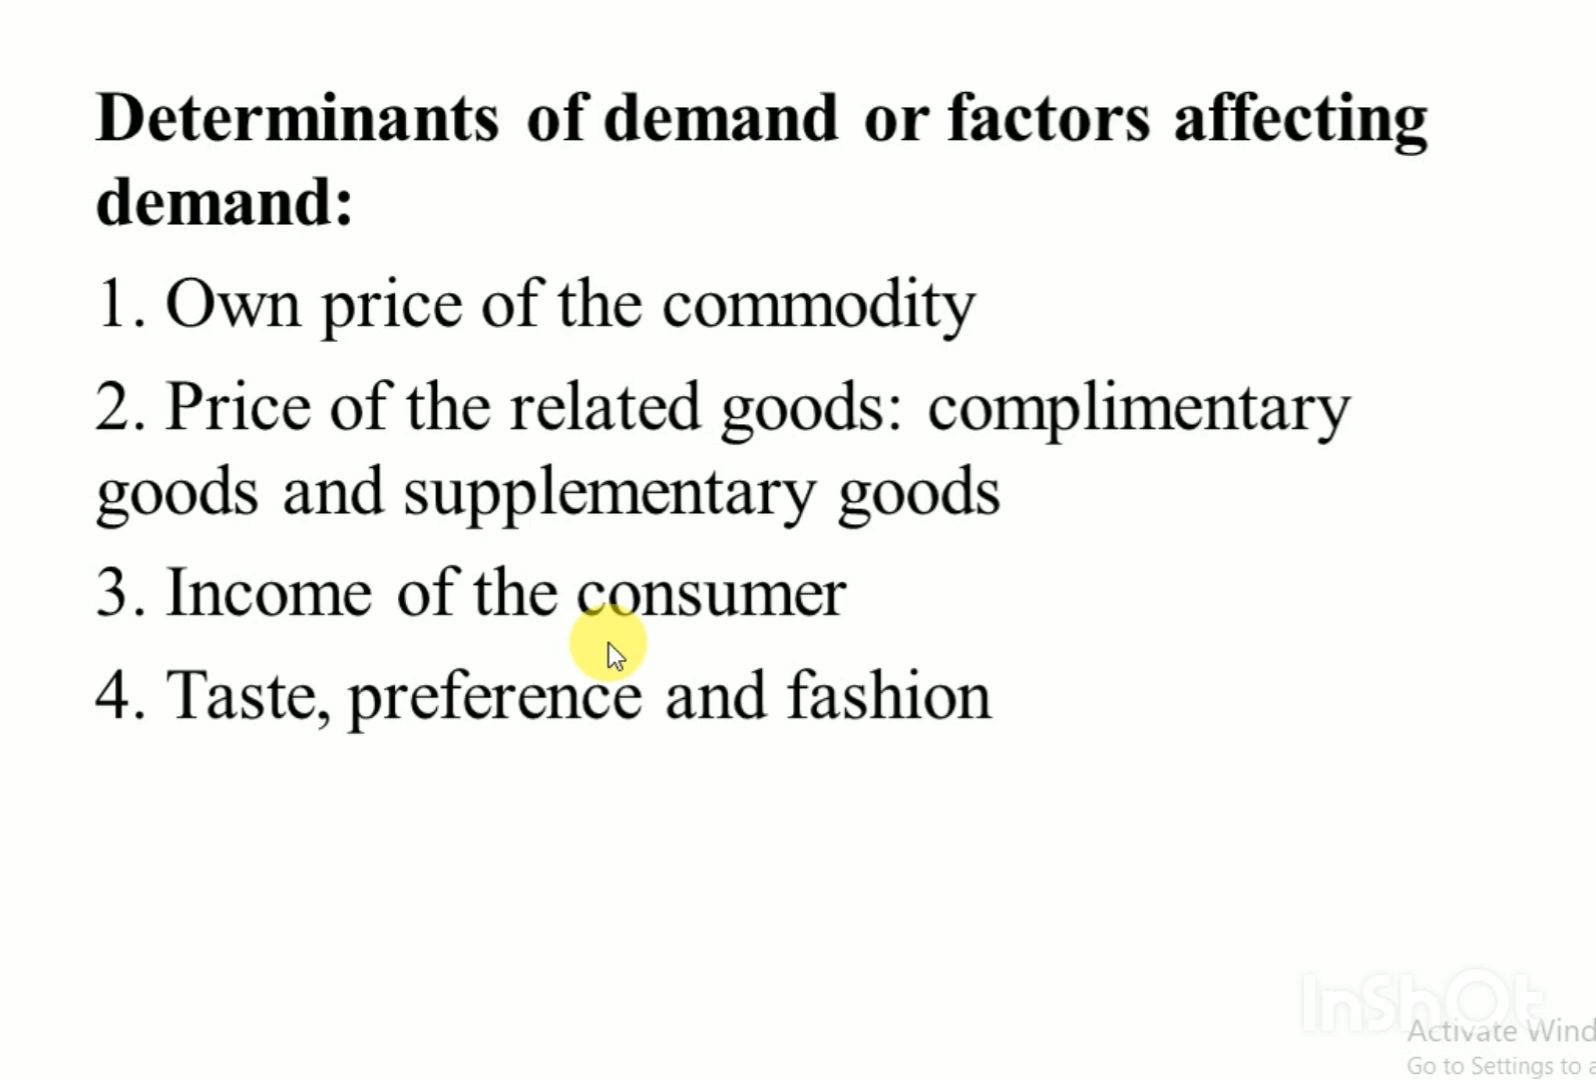 Determinants of demand or factors affecting
demand:
1. Own price of the commodity
2. Price of the related goods: complimentary
goods and supplementary goods
3. Income of the consumer
4. Taste, preference and fashion
InShOt
Activate Wind
Go to Settings to a